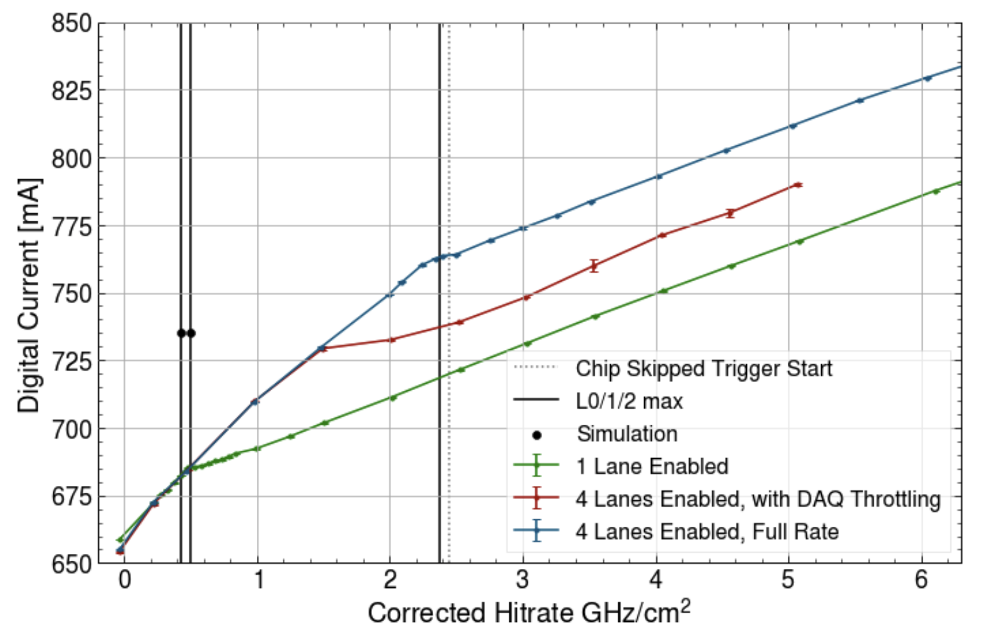 850
825
800
775
750
725
700
675
650
Digital Current [mA]
0 1 2 3 4 5 6
Corrected Hitrate GHz/cm²
Chip Skipped Trigger Start
L0/1/2 max
Simulation
1 Lane Enabled
4 Lanes Enabled, with DAQ Throttling
4 Lanes Enabled, Full Rate